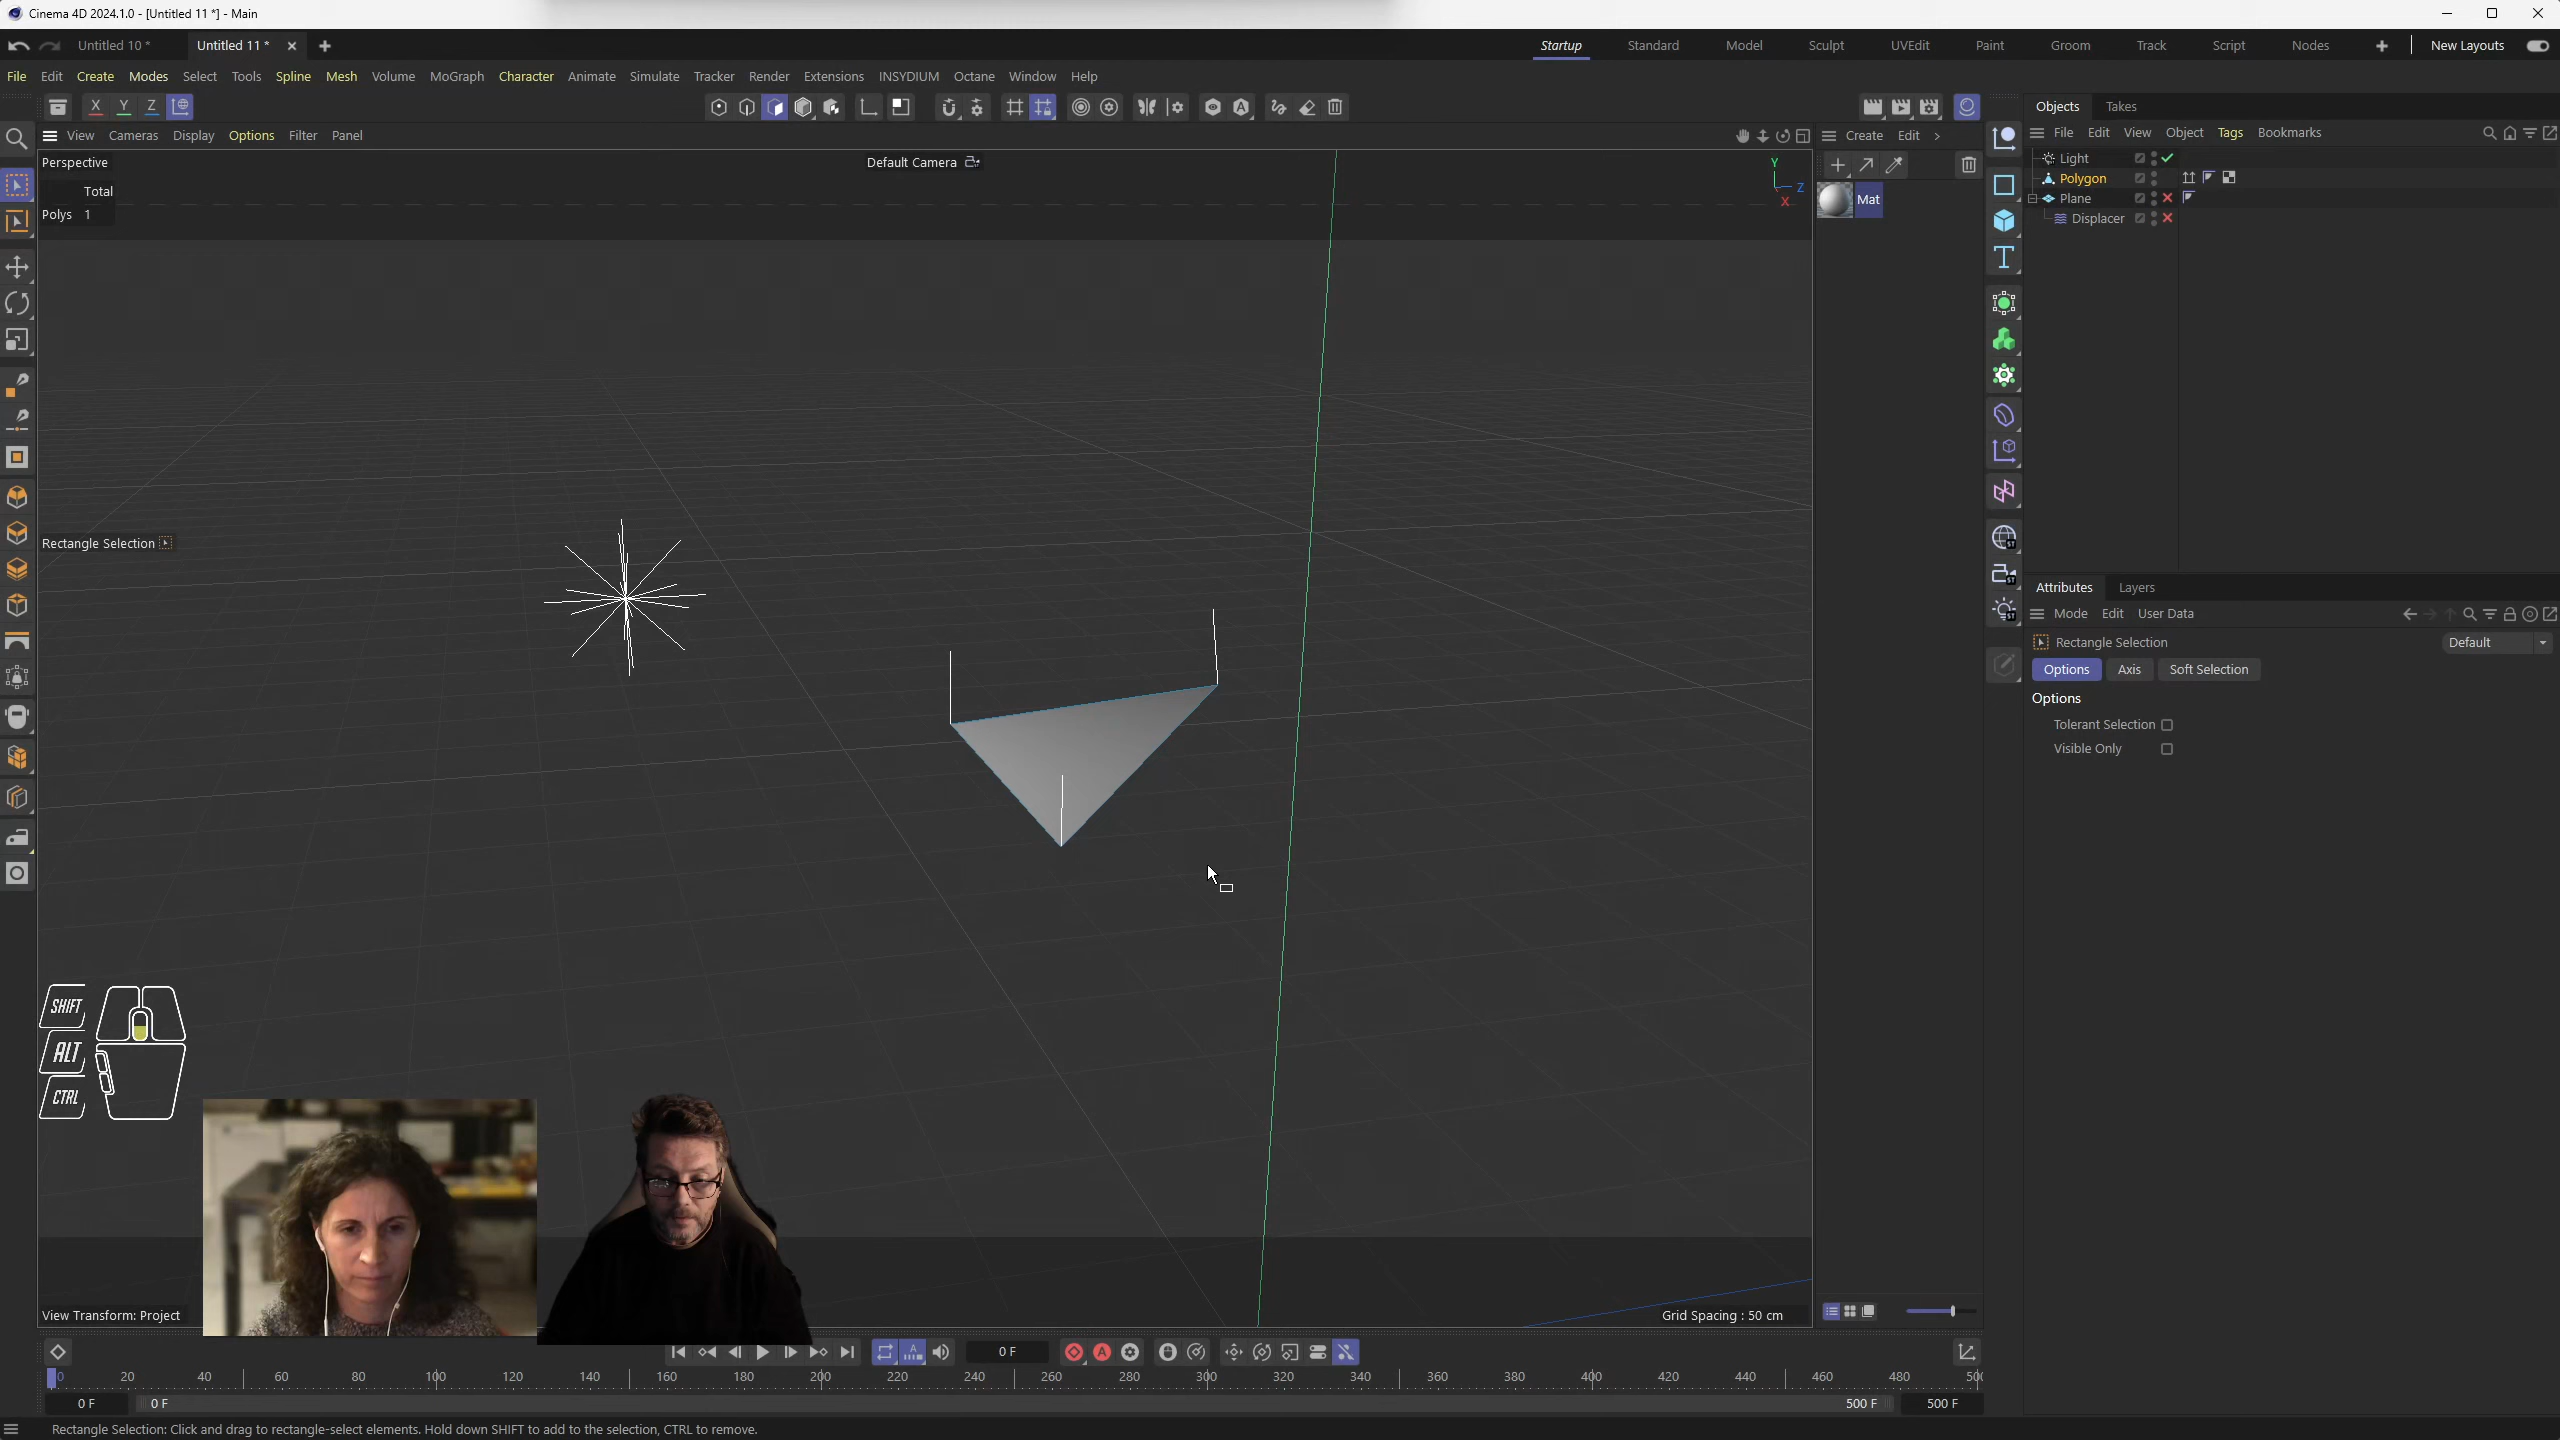 Cinema 4D 2024.1.0 - [Untitled 11 *] - Main
Untitled 10 *
Untitled 11 *
Startup
Standard
Model
Sculpt
UVEdit
Paint
Groom
Track
Script
Nodes
New Layouts
File Edit Create Modes Select Tools Spline Mesh Volume MoGraph Character Animate Simulate Tracker Render Extensions INSYDIUM Octane Window Help
X Y Z
View Cameras Display Options Filter Panel
Create Edit
Perspective
Default Camera
Total
Polys 1
Y
Z
X
Rectangle Selection
Mat
Objects Takes
File Edit View Object Tags Bookmarks
Light
Polygon
Plane
Displacer
Attributes Layers
Mode Edit User Data
Rectangle Selection
Default
Options Axis Soft Selection
Options
Tolerant Selection
Visible Only
SHIFT
ALT
CTRL
View Transform: Project
Grid Spacing : 50 cm
0 F
0 20 40 60 80 100 120 140 160 180 200 220 240 260 280 300 320 340 360 380 400 420 440 460 480 50
0 F 0 F 500 F 500 F
Rectangle Selection: Click and drag to rectangle-select elements. Hold down SHIFT to add to the selection, CTRL to remove.